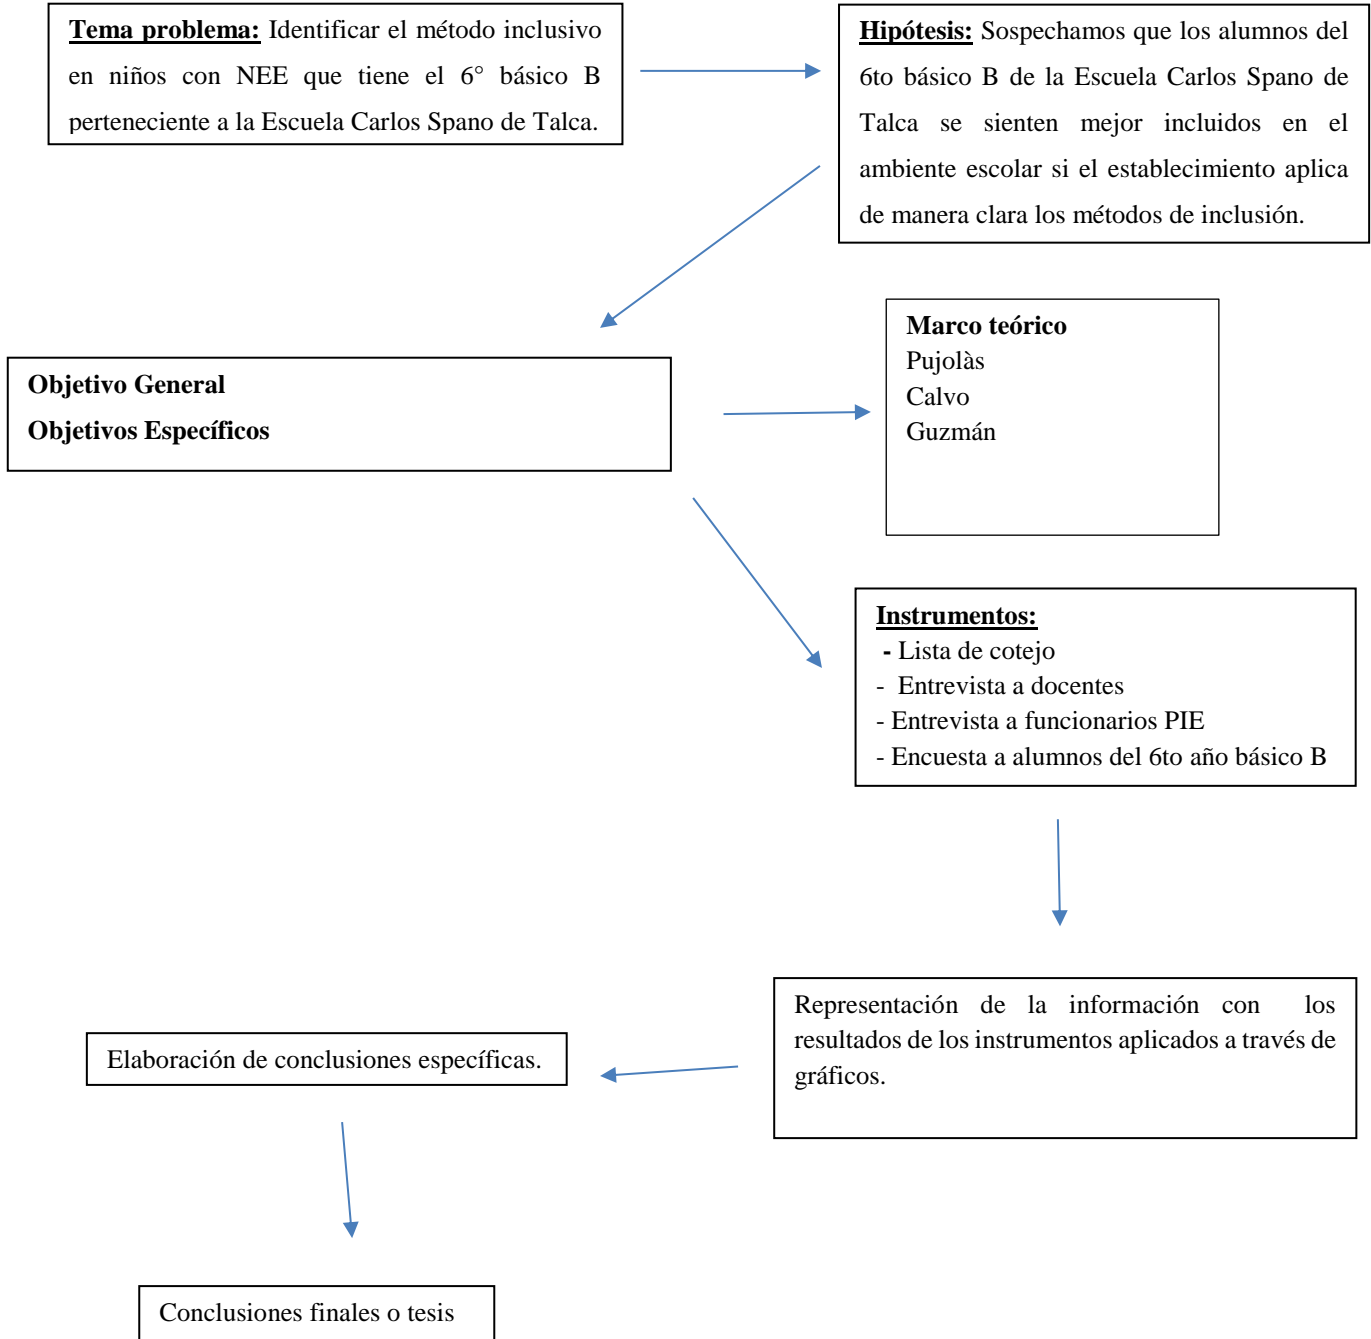 Tema problema: Identificar el método inclusivo
en niños con NEE que tiene el 6° básico B
perteneciente a la Escuela Carlos Spano de Talca.
Hipótesis: Sospechamos que los alumnos del
6to básico B de la Escuela Carlos Spano de
Talca se sienten mejor incluidos en el
ambiente escolar si el establecimiento aplica
de manera clara los métodos de inclusión.
Objetivo General
Objetivos Específicos
Marco teórico
Pujolàs
Calvo
Guzmán
Instrumentos:
- Lista de cotejo
- Entrevista a docentes
- Entrevista a funcionarios PIE
- Encuesta a alumnos del 6to año básico B
Representación de la información con los
resultados de los instrumentos aplicados a través de
gráficos.
Elaboración de conclusiones específicas.
Conclusiones finales o tesis